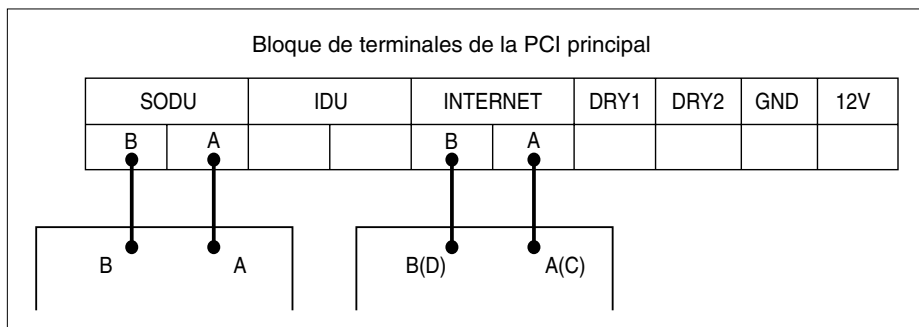 Bloque de terminales de la PCI principal
SODU IDU INTERNET DRY1 DRY2 GND 12V
B A B A
B A B(D) A(C)